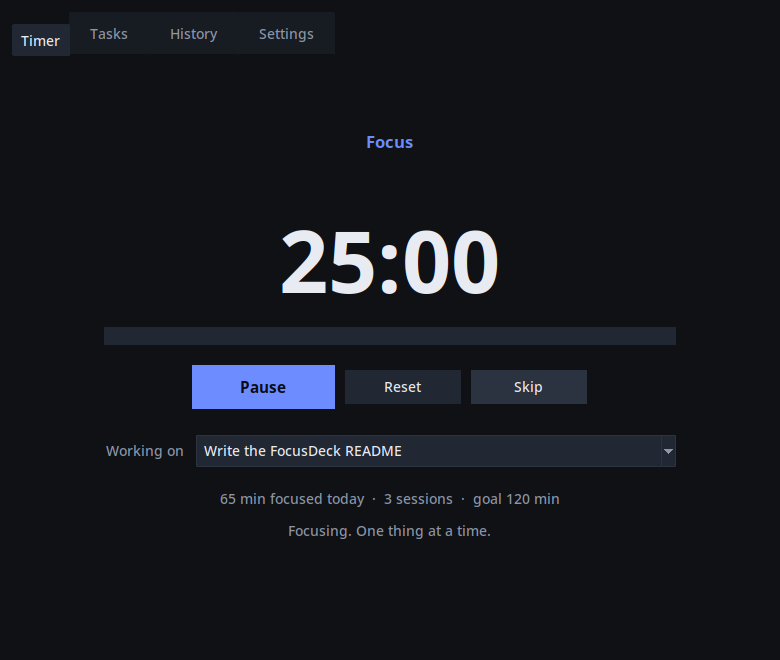 Timer Tasks History Settings
Focus
25:00
Pause Reset Skip
Working on Write the FocusDeck README
65 min focused today · 3 sessions · goal 120 min
Focusing. One thing at a time.